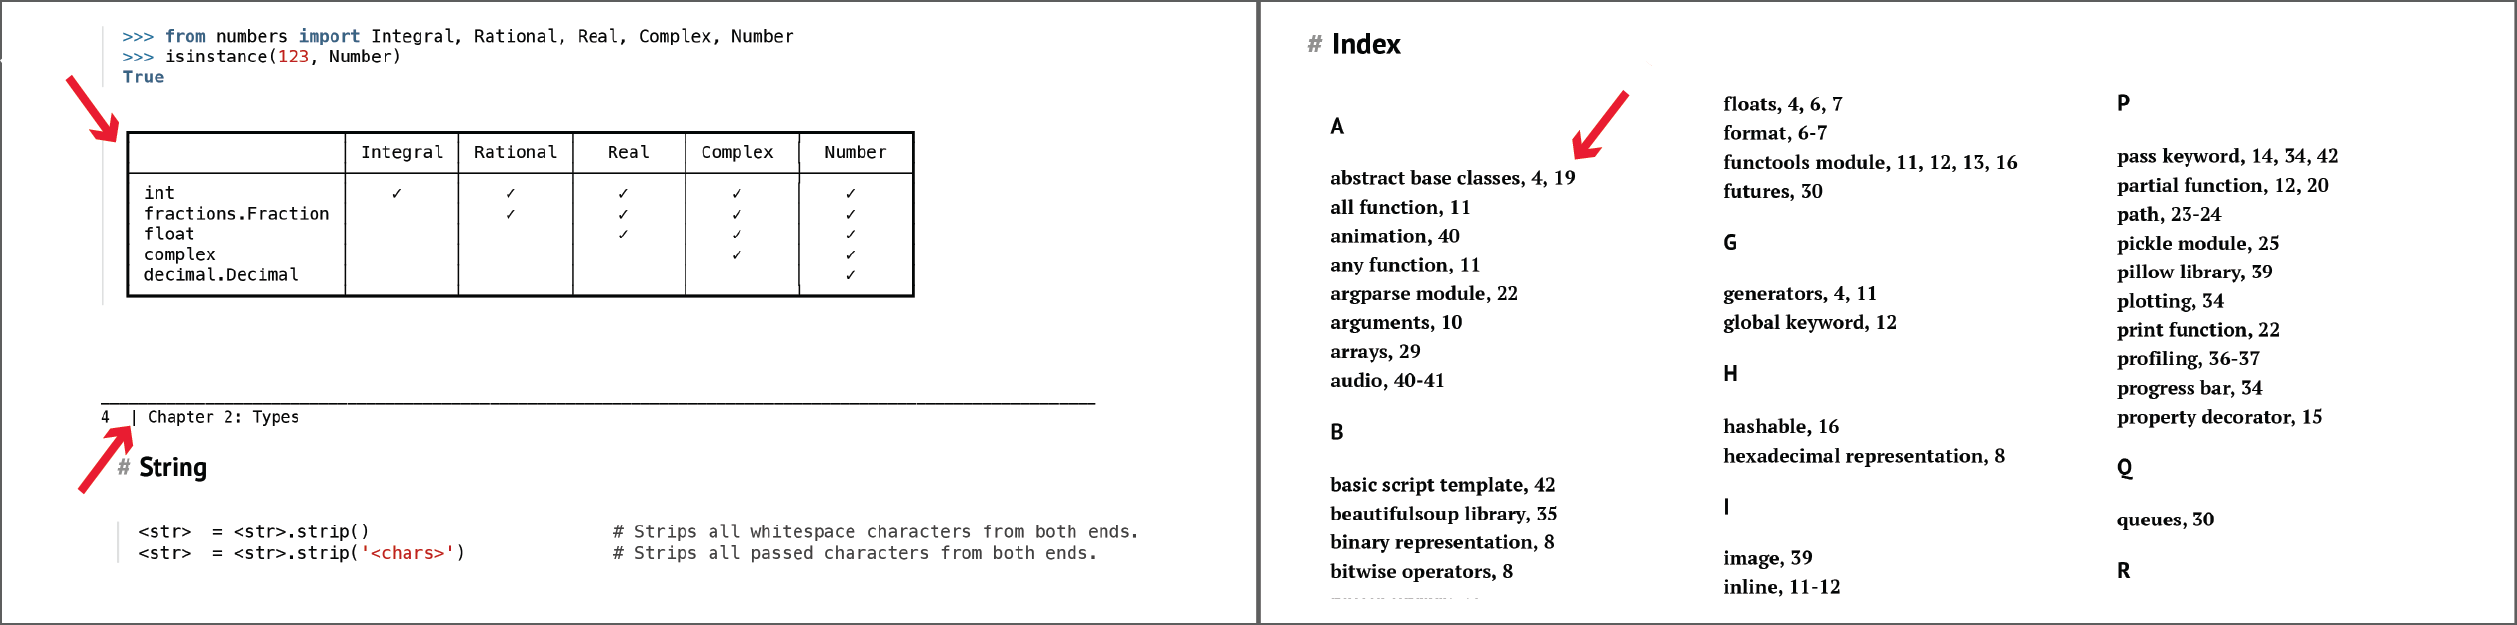 >>> from numbers import Integral, Rational, Real, Complex, Number
>>> isinstance(123, Number)
True
Integral Rational Real Complex Number
int ✓ ✓ ✓ ✓ ✓
fractions.Fraction ✓ ✓ ✓ ✓
float ✓ ✓ ✓
complex ✓ ✓
decimal.Decimal ✓
4 | Chapter 2: Types
# String
<str> = <str>.strip() # Strips all whitespace characters from both ends.
<str> = <str>.strip('<chars>') # Strips all passed characters from both ends.
# Index
A
abstract base classes, 4, 19
all function, 11
animation, 40
any function, 11
argparse module, 22
arguments, 10
arrays, 29
audio, 40-41
B
basic script template, 42
beautifulsoup library, 35
binary representation, 8
bitwise operators, 8
floats, 4, 6, 7
format, 6-7
functools module, 11, 12, 13, 16
futures, 30
G
generators, 4, 11
global keyword, 12
H
hashable, 16
hexadecimal representation, 8
I
image, 39
inline, 11-12
P
pass keyword, 14, 34, 42
partial function, 12, 20
path, 23-24
pickle module, 25
pillow library, 39
plotting, 34
print function, 22
profiling, 36-37
progress bar, 34
property decorator, 15
Q
queues, 30
R